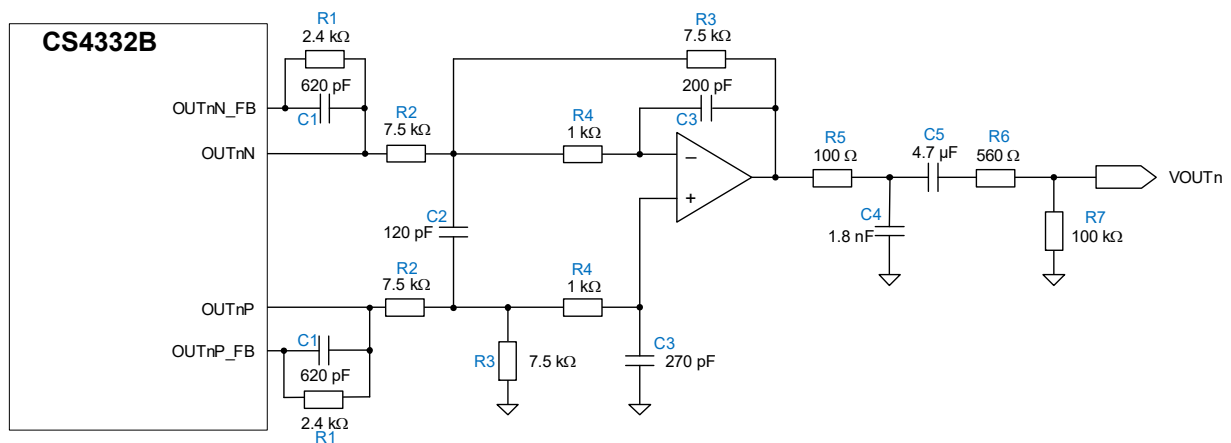 CS4332B
R1
2.4 kΩ
620 pF
C1
OUTnN_FB
OUTnN
R2
7.5 kΩ
R3
7.5 kΩ
200 pF
C3
R4
1 kΩ
−
+
C2
120 pF
R5
100 Ω
C5
4.7 µF
R6
560 Ω
VOUTn
C4
1.8 nF
R7
100 kΩ
R2
7.5 kΩ
R4
1 kΩ
OUTnP
OUTnP_FB
C1
620 pF
2.4 kΩ
R1
R3
7.5 kΩ
C3
270 pF